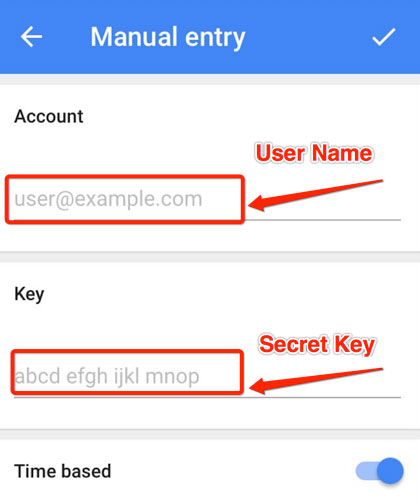 Manual entry
Account
User Name
user@example.com
Key
Secret Key
abcd efgh ijkl mnop
Time based